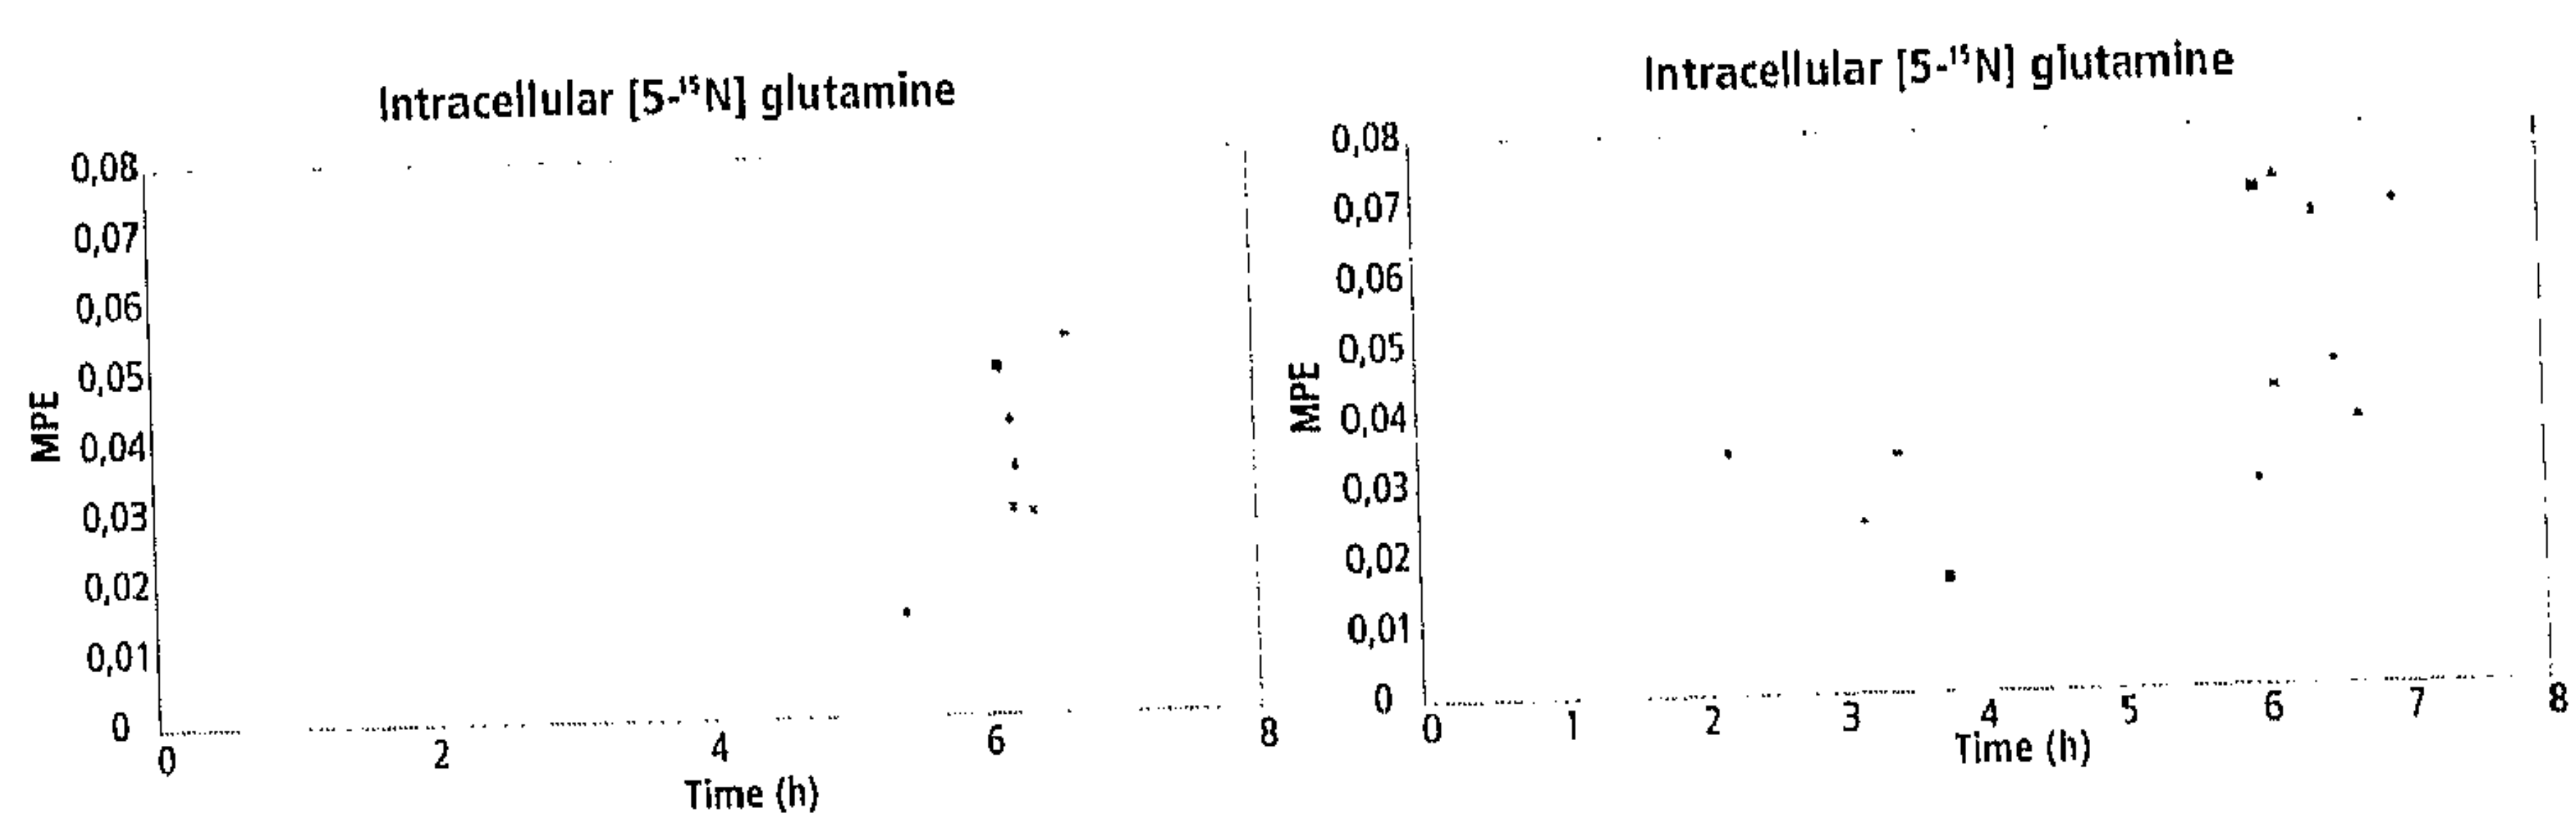 Intracellular [5-¹⁵N] glutamine
0,08
0,07
0,06
0,05
0,04
0,03
0,02
0,01
0
MPE
0 2 4 6 8
Time (h)
Intracellular [5-¹⁵N] glutamine
0,08
0,07
0,06
0,05
0,04
0,03
0,02
0,01
0
MPE
0 1 2 3 4 5 6 7 8
Time (h)